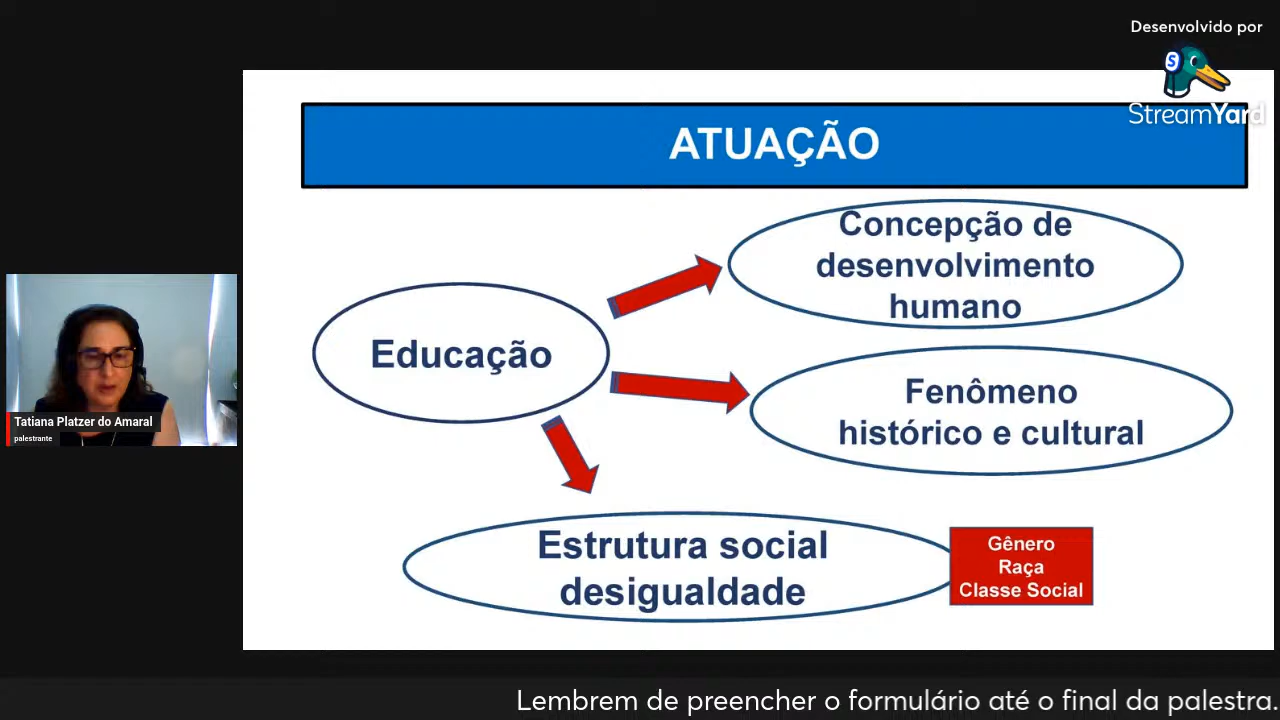 Desenvolvido por
S
StreamYard
ATUAÇÃO
Concepção de
desenvolvimento
humano
Educação
Fenômeno
histórico e cultural
Estrutura social
desigualdade
Gênero
Raça
Classe Social
Tatiana Platzer do Amaral
palestrante
Lembrem de preencher o formulário até o final da palestra.